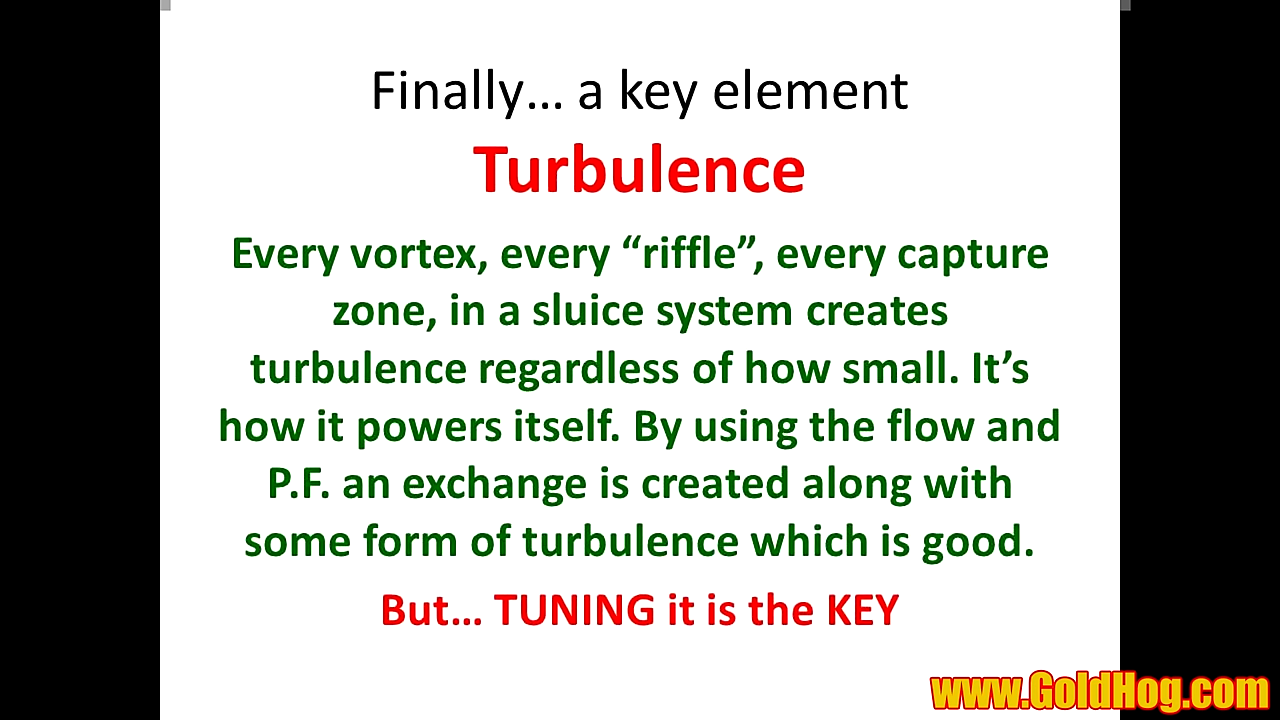 Finally… a key element
Turbulence
Every vortex, every “riffle”, every capture
zone, in a sluice system creates
turbulence regardless of how small. It’s
how it powers itself. By using the flow and
P.F. an exchange is created along with
some form of turbulence which is good.
But… TUNING it is the KEY
www.GoldHog.com